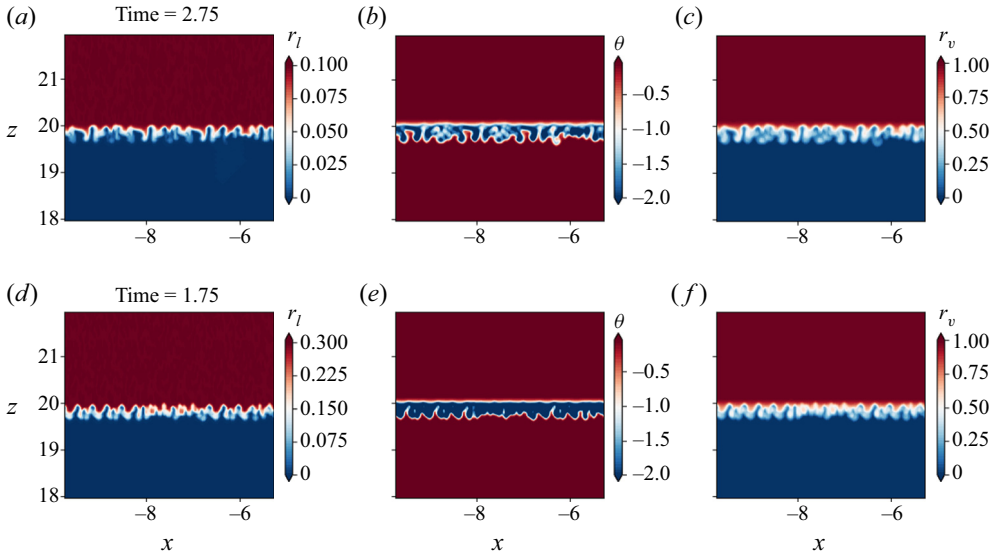 (a) Time = 2.75 r_l (b) θ (c) r_v
0.100 1.00
21 0.075 −0.5 0.75
z 20 0.050 −1.0 0.50
19 0.025 −1.5 0.25
18 0 −2.0 0
−8 −6 −8 −6 −8 −6
(d) Time = 1.75 r_l (e) θ (f) r_v
0.300 1.00
21 0.225 −0.5 0.75
z 20 0.150 −1.0 0.50
19 0.075 −1.5 0.25
18 0 −2.0 0
−8 −6 −8 −6 −8 −6
x x x